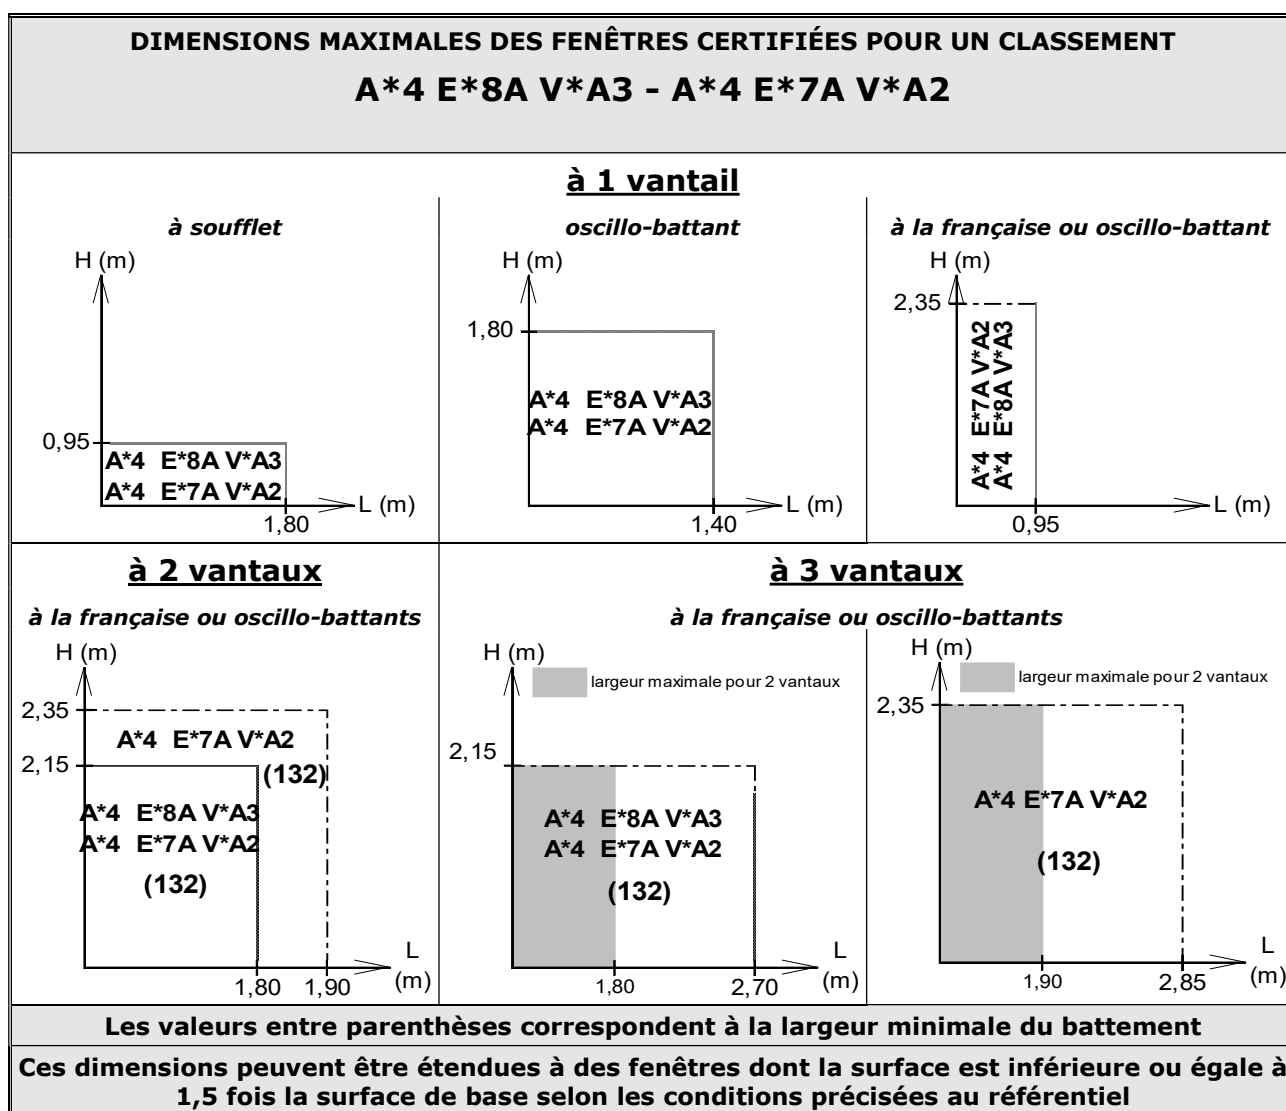 DIMENSIONS MAXIMALES DES FENÊTRES CERTIFIÉES POUR UN CLASSEMENT
A*4 E*8A V*A3 - A*4 E*7A V*A2
à 1 vantail
à soufflet
H (m)
0,95
A*4 E*8A V*A3
A*4 E*7A V*A2
1,80
L (m)
oscillo-battant
H (m)
1,80
A*4 E*8A V*A3
A*4 E*7A V*A2
1,40
L (m)
à la française ou oscillo-battant
H (m)
2,35
A*4 E*7A V*A2
A*4 E*8A V*A3
0,95
L (m)
à 2 vantaux
à la française ou oscillo-battants
H (m)
2,35
A*4 E*7A V*A2
2,15
(132)
A*4 E*8A V*A3
A*4 E*7A V*A2
(132)
1,80
1,90
L
(m)
à 3 vantaux
à la française ou oscillo-battants
H (m)
largeur maximale pour 2 vantaux
2,15
A*4 E*8A V*A3
A*4 E*7A V*A2
(132)
1,80
2,70
L
(m)
H (m)
largeur maximale pour 2 vantaux
2,35
A*4 E*7A V*A2
(132)
1,90
2,85
L
(m)
Les valeurs entre parenthèses correspondent à la largeur minimale du battement
Ces dimensions peuvent être étendues à des fenêtres dont la surface est inférieure ou égale à
1,5 fois la surface de base selon les conditions précisées au référentiel